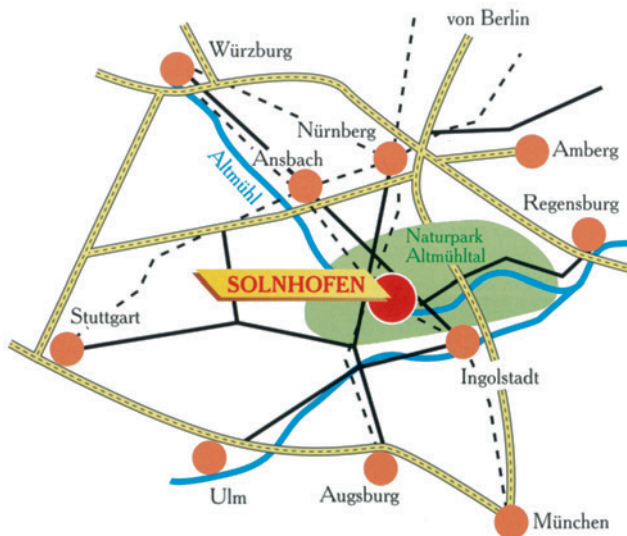 von Berlin
Würzburg
Nürnberg
Ansbach
Amberg
Altmühl
Regensburg
Naturpark
Altmühltal
SOLNHOFEN
Stuttgart
Ingolstadt
Ulm
Augsburg
München